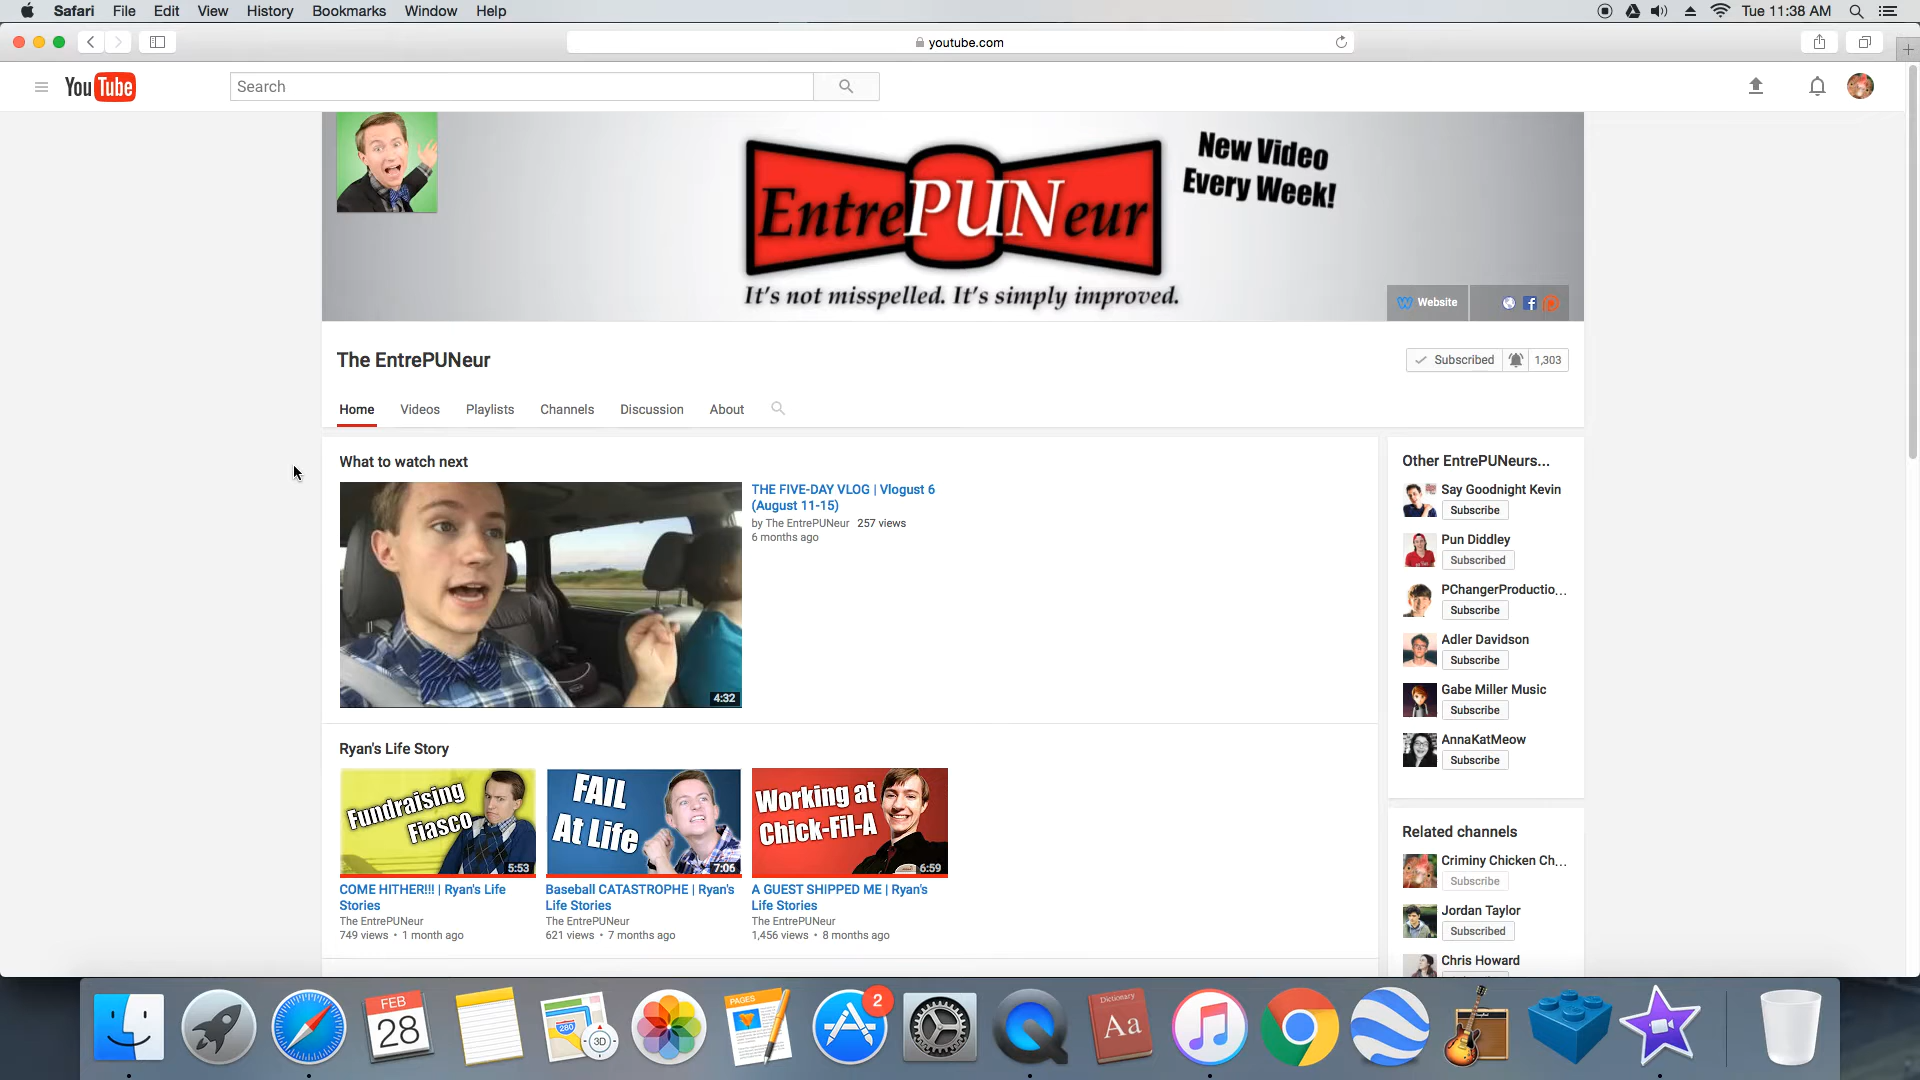 Safari File Edit View History Bookmarks Window Help
Tue 11:38 AM
youtube.com
YouTube
Search
EntrePUNeur
New Video
Every Week!
It's not misspelled. It's simply improved.
Website
The EntrePUNeur
Subscribed 1,303
Home Videos Playlists Channels Discussion About
What to watch next
4:32
THE FIVE-DAY VLOG | Vlogust 6
(August 11-15)
by The EntrePUNeur 257 views
6 months ago
Ryan's Life Story
Fundraising
Fiasco
5:53
COME HITHER!!! | Ryan's Life
Stories
The EntrePUNeur
749 views • 1 month ago
FAIL
At Life
7:06
Baseball CATASTROPHE | Ryan's
Life Stories
The EntrePUNeur
621 views • 7 months ago
Working at
Chick-Fil-A
6:59
A GUEST SHIPPED ME | Ryan's
Life Stories
The EntrePUNeur
1,456 views • 8 months ago
Other EntrePUNeurs...
Say Goodnight Kevin
Subscribe
Pun Diddley
Subscribed
PChangerProductio...
Subscribe
Adler Davidson
Subscribe
Gabe Miller Music
Subscribe
AnnaKatMeow
Subscribe
Related channels
Criminy Chicken Ch...
Subscribe
Jordan Taylor
Subscribed
Chris Howard
FEB
28
280
3D
PAGES
2
Dictionary
Aa